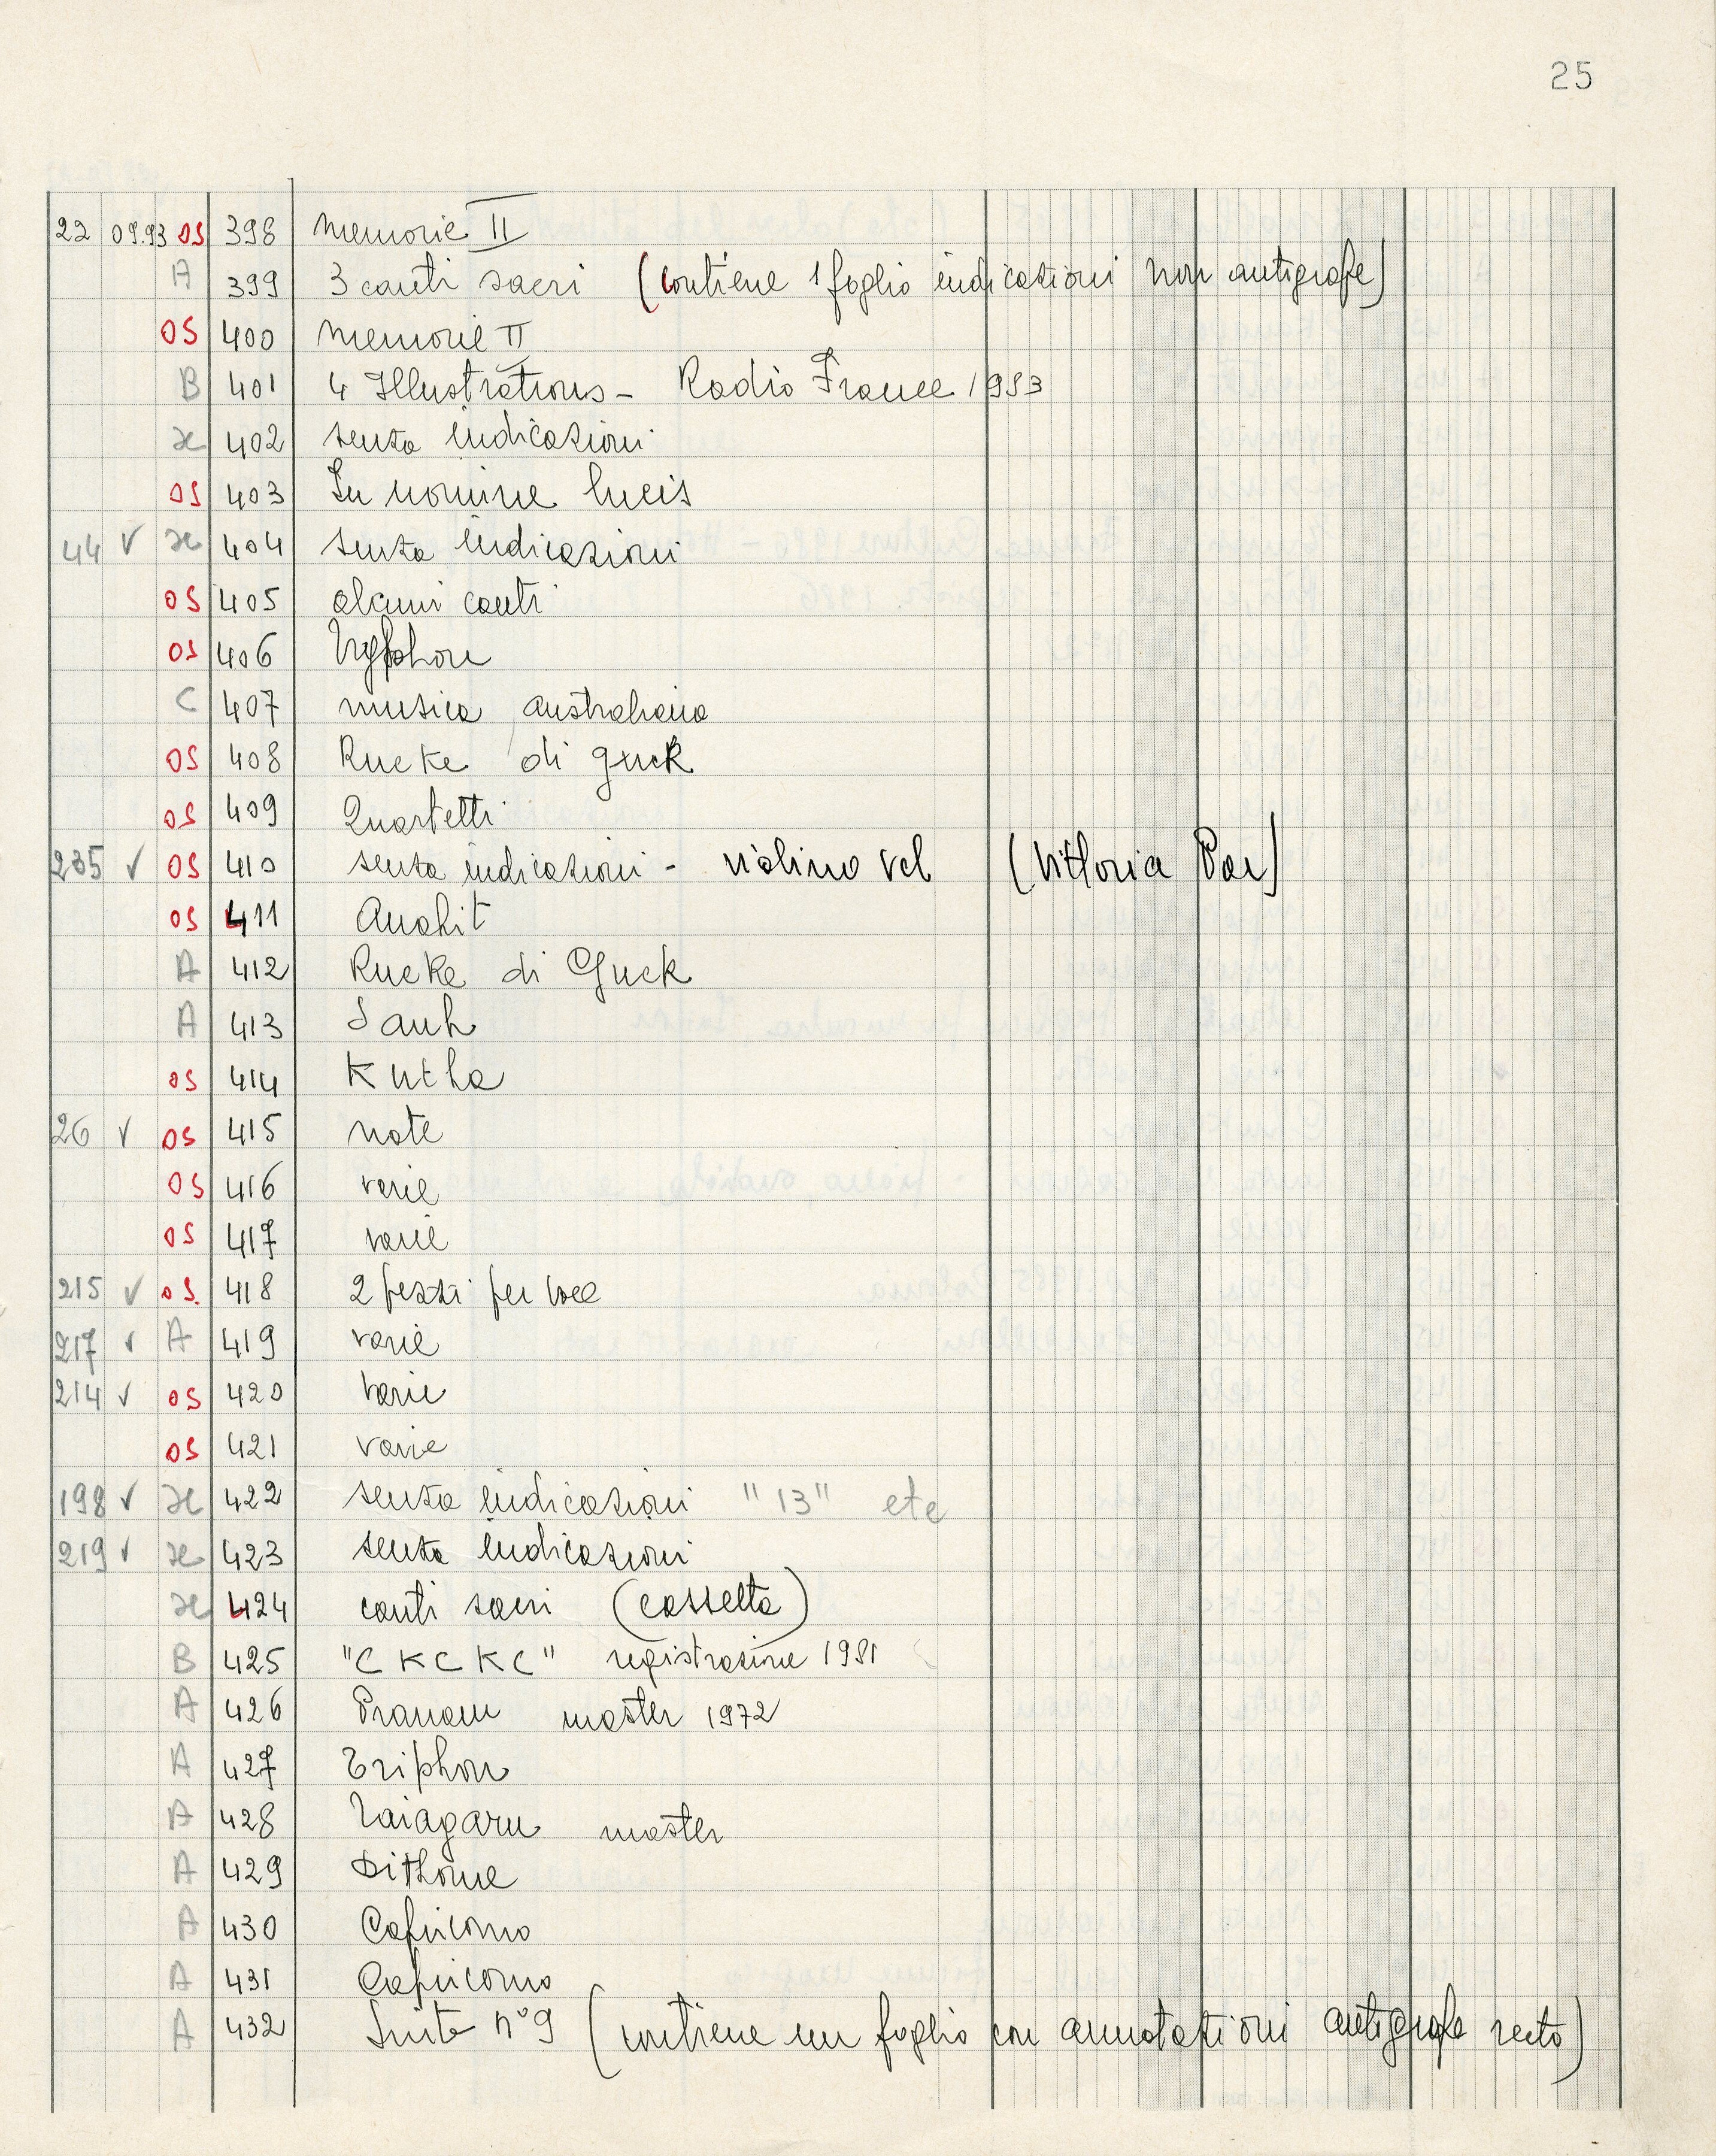 25
22 09.93 OS 398 Memorie II
A 399 3 canti sacri (contiene 1 foglio indicazioni non autigrafe)
OS 400 Memorie II
B 401 4 Illustrations - Radio France 1983
x 402 senza indicazioni
OS 403 In nomine lucis
44 √ x 404 senza indicazioni
OS 405 alcuni canti
OS 406 
C 407 musica australiana
OS 408 Rucke di guck
OS 409 Quartetti
235 √ OS 410 senza indicazioni - violino vcl (Vittoria Par)
OS 411 Anahit
A 412 Rucke di Guck
A 413 Sauh
OS 414 Kutha
26 √ OS 415 note
OS 416 varie
OS 417 varie
215 √ OS. 418 2 pezzi per voce
217 √ A 419 varie
214 √ OS 420 varie
OS 421 varie
198 √ x 422 senza indicazioni "13" etc
219 √ x 423 senza indicazioni
x 424 canti sacri (cassetta)
B 425 "C K C K C" registrazione 1981
A 426 Pranam master 1972
A 427 Triphon
A 428 Taiagaru master
A 429 Dithome
A 430 Capricorno
A 431 Capricorno
A 432 Suite n°9 (contiene un foglio con annotazioni autigrafe recto)